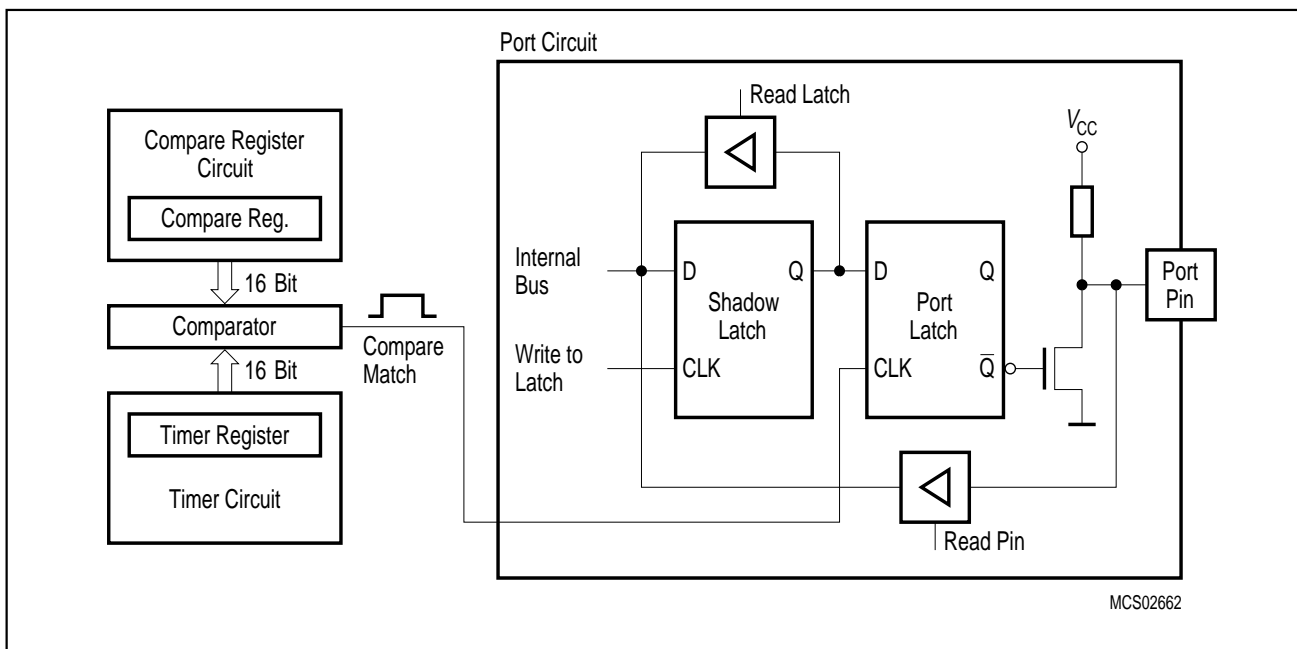 Port Circuit
Read Latch
V_CC
Compare Register
Circuit
Compare Reg.
16 Bit
Comparator
16 Bit
Timer Register
Timer Circuit
Compare
Match
Internal
Bus
Write to
Latch
D
Q
Shadow
Latch
CLK
D
Q
Port
Latch
CLK
Q̅
Port
Pin
Read Pin
MCS02662